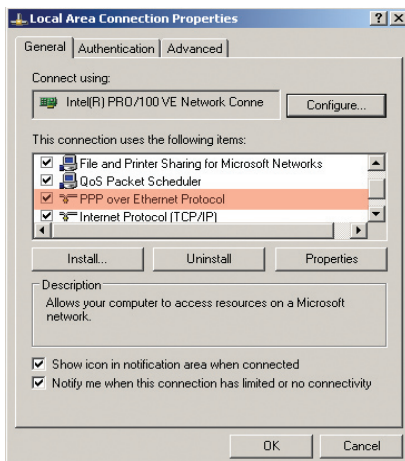 Local Area Connection Properties
General Authentication Advanced
Connect using:
Intel(R) PRO/100 VE Network Conne Configure...
This connection uses the following items:
File and Printer Sharing for Microsoft Networks
QoS Packet Scheduler
PPP over Ethernet Protocol
Internet Protocol (TCP/IP)
Install... Uninstall Properties
Description
Allows your computer to access resources on a Microsoft
network.
Show icon in notification area when connected
Notify me when this connection has limited or no connectivity
OK Cancel